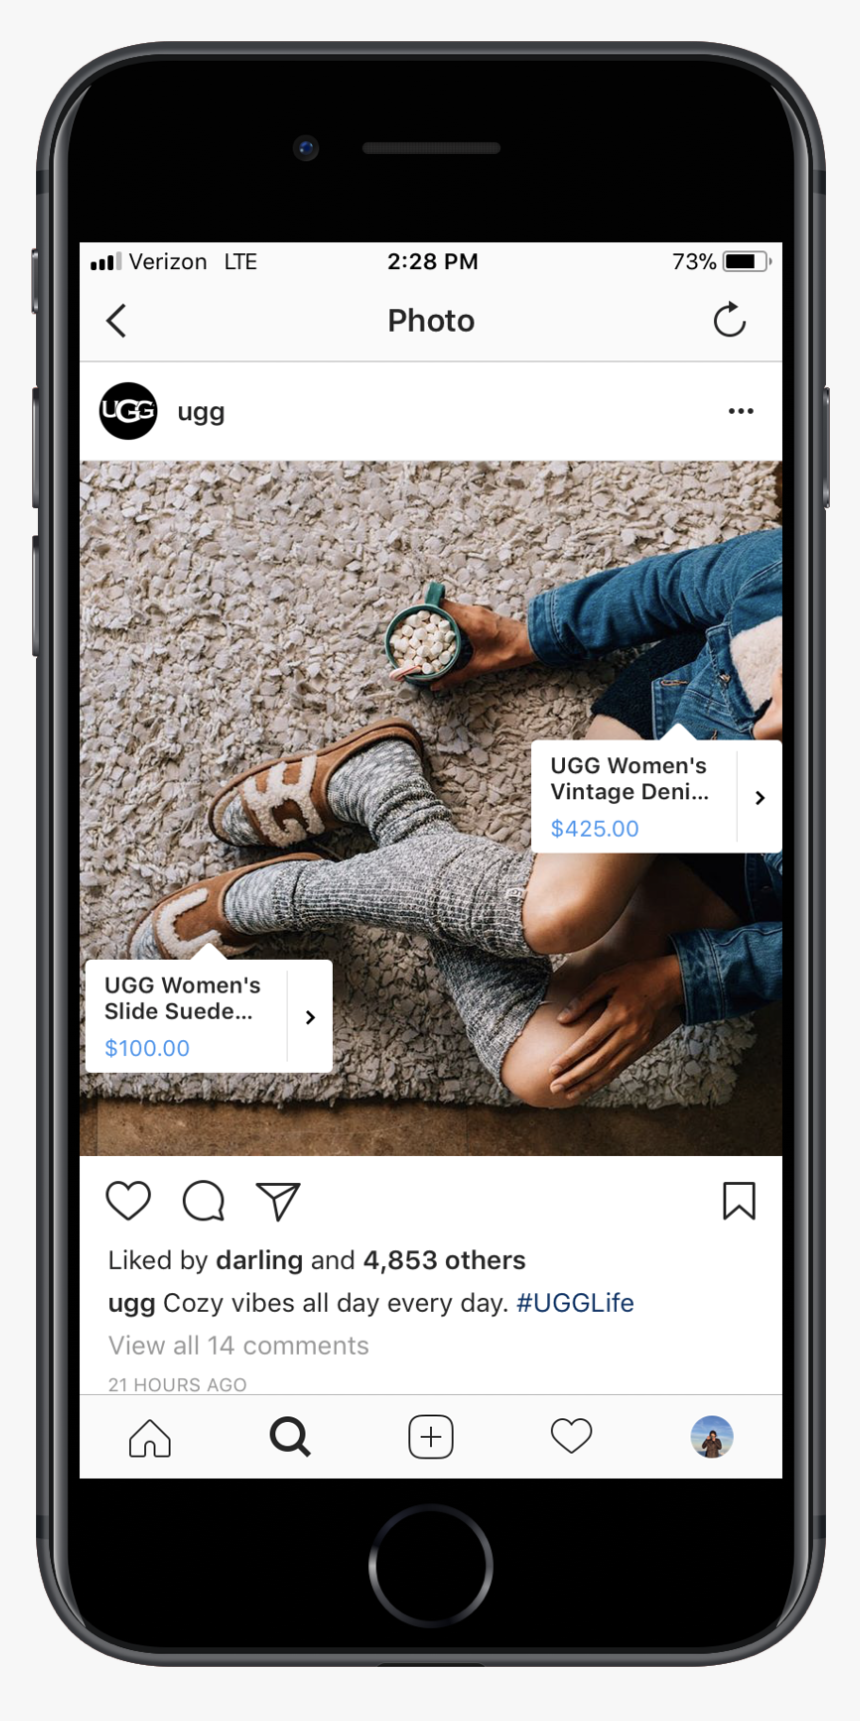 Verizon LTE 2:28 PM 73%
Photo
UGG ugg
UGG Women's
Vintage Deni...
$425.00
UGG Women's
Slide Suede...
$100.00
Liked by darling and 4,853 others
ugg Cozy vibes all day every day. #UGGLife
View all 14 comments
21 HOURS AGO